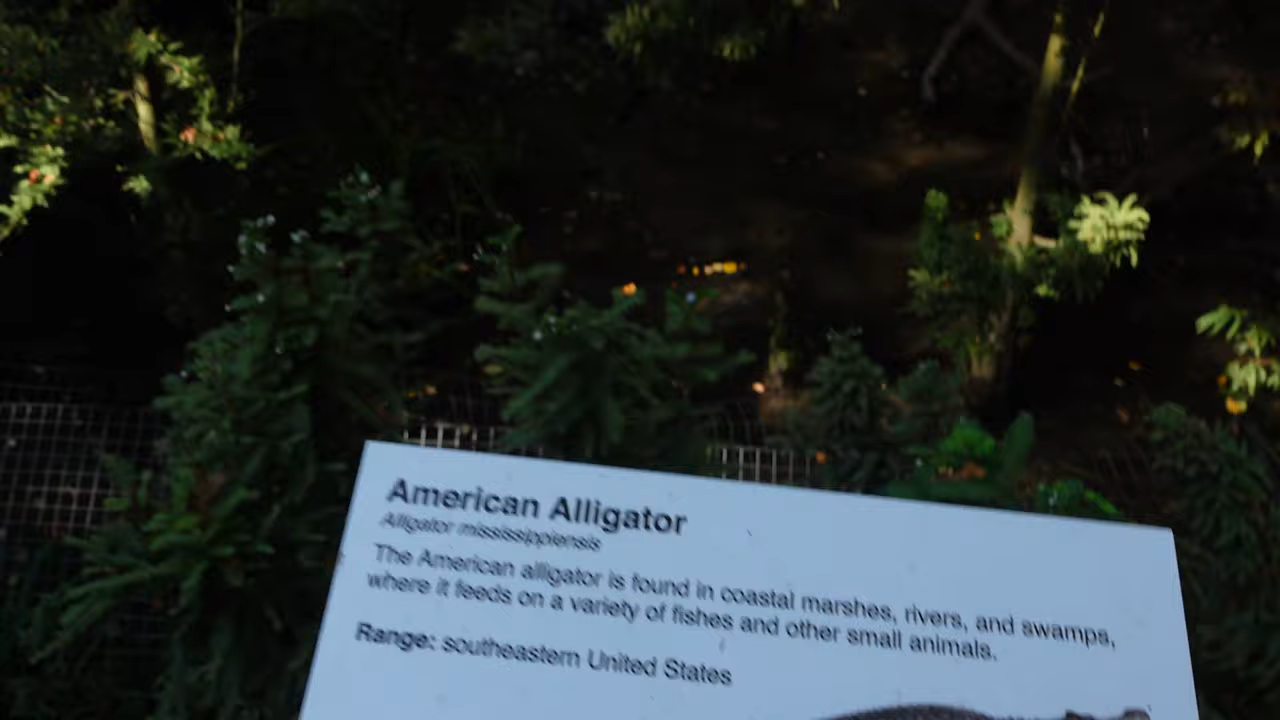 American Alligator
Alligator mississippiensis
The American alligator is found in coastal marshes, rivers, and swamps,
where it feeds on a variety of fishes and other small animals.
Range: southeastern United States